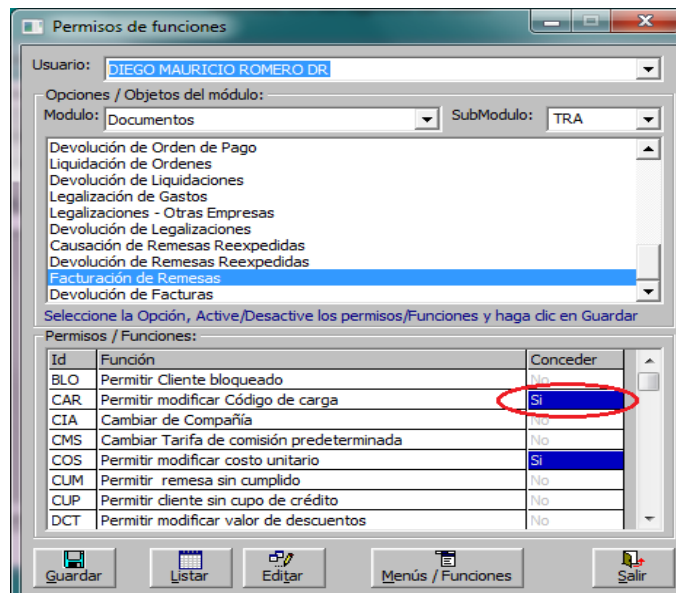 Permisos de funciones
Usuario: DIEGO MAURICIO ROMERO DR
Opciones / Objetos del módulo:
Modulo: Documentos SubModulo: TRA
Devolución de Orden de Pago
Liquidación de Ordenes
Devolución de Liquidaciones
Legalización de Gastos
Legalizaciones - Otras Empresas
Devolución de Legalizaciones
Causación de Remesas Reexpedidas
Devolución de Remesas Reexpedidas
Facturación de Remesas
Devolución de Facturas
Seleccione la Opción, Active/Desactive los permisos/Funciones y haga clic en Guardar
Permisos / Funciones:
Id Función Conceder
BLO Permitir Cliente bloqueado No
CAR Permitir modificar Código de carga Si
CIA Cambiar de Compañía No
CMS Cambiar Tarifa de comisión predeterminada No
COS Permitir modificar costo unitario Si
CUM Permitir remesa sin cumplido No
CUP Permitir cliente sin cupo de crédito No
DCT Permitir modificar valor de descuentos No
Guardar Listar Editar Menús / Funciones Salir